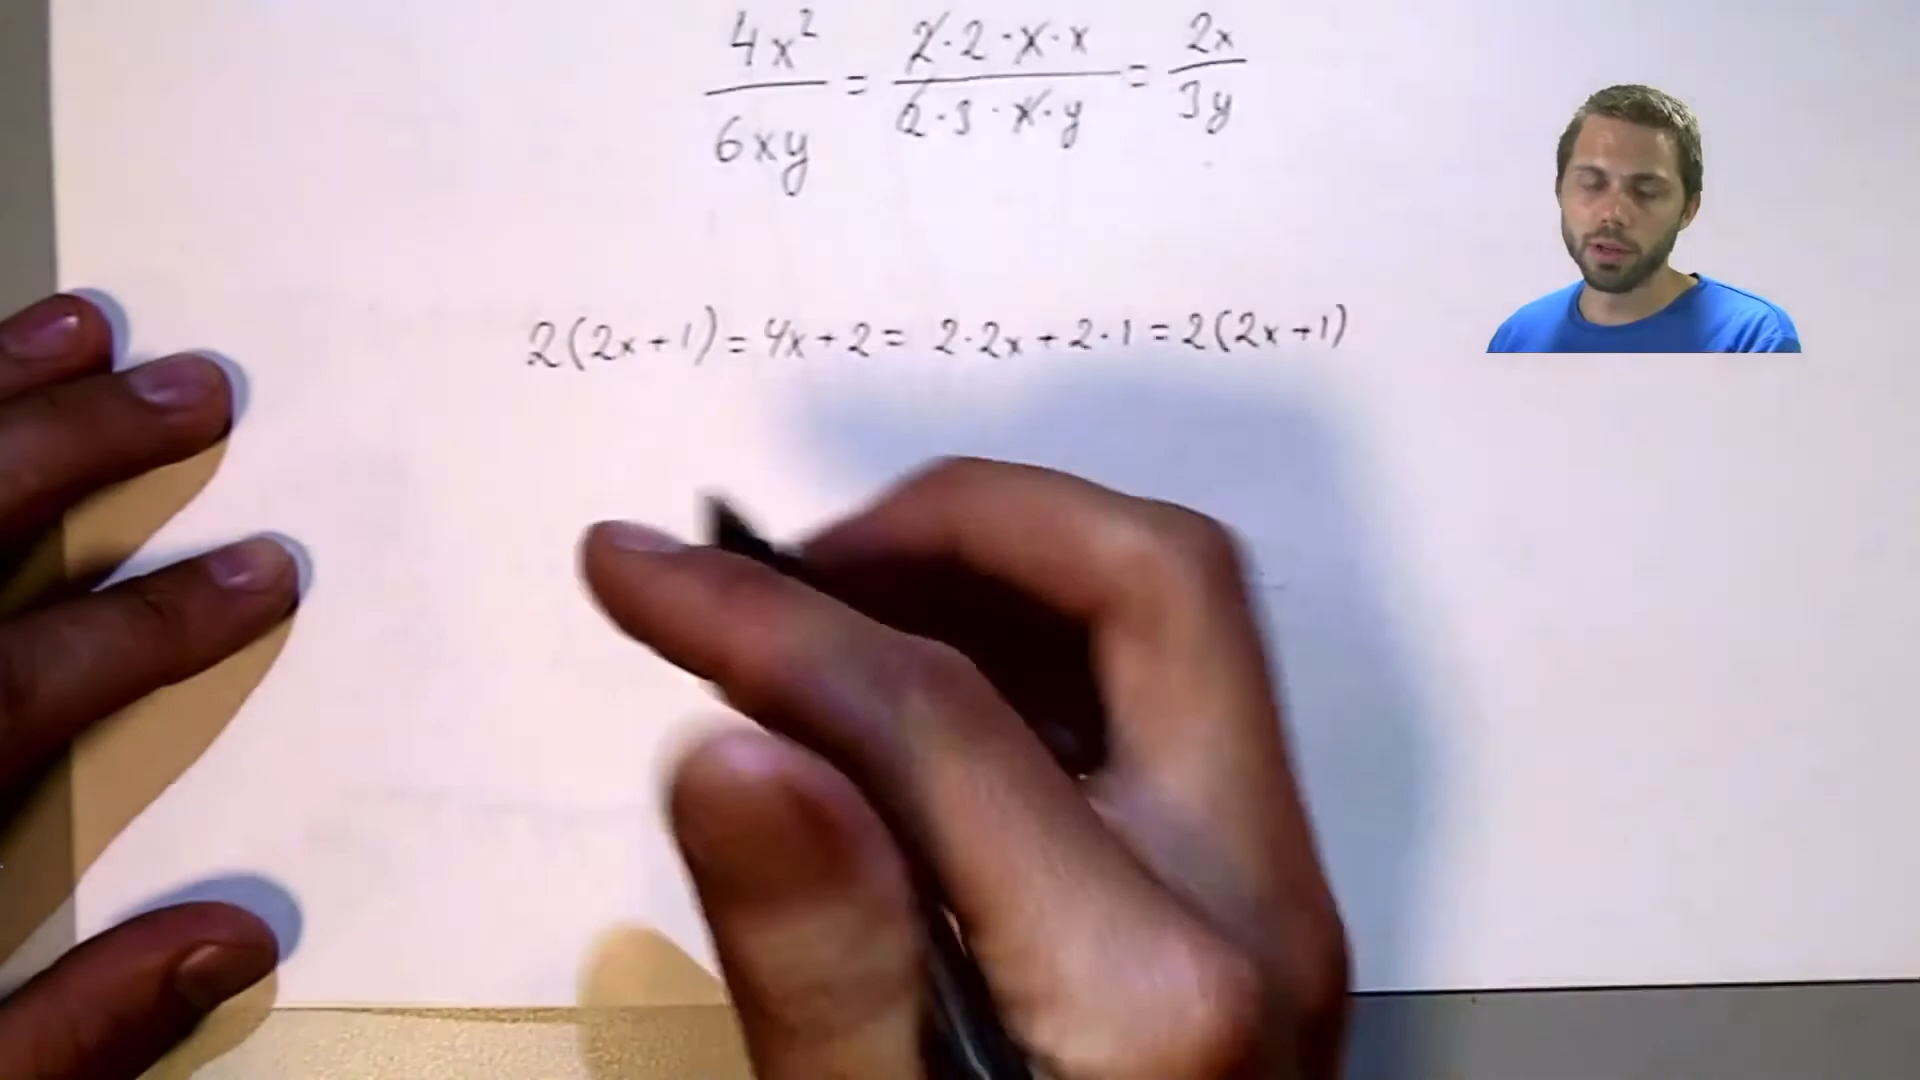 4x²/6xy = 2·2·x·x/2·3·x·y = 2x/3y
2(2x+1) = 4x+2 = 2·2x+2·1 = 2(2x+1)